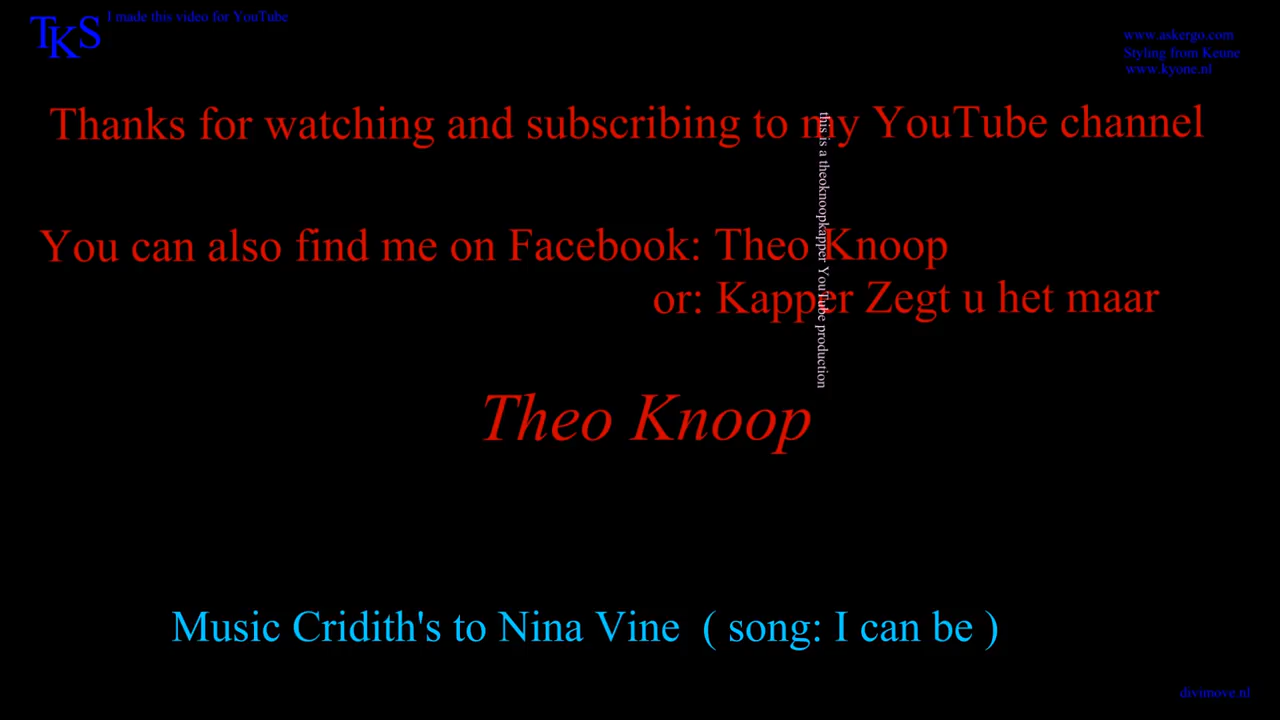 TKS
I made this video for YouTube
www.askergo.com
Styling from Keune
www.kyone.nl
Thanks for watching and subscribing to my YouTube channel
this is a theoknoopkapper YouTube production
You can also find me on Facebook: Theo Knoop
or: Kapper Zegt u het maar
Theo Knoop
Music Cridith's to Nina Vine ( song: I can be )
divimove.nl